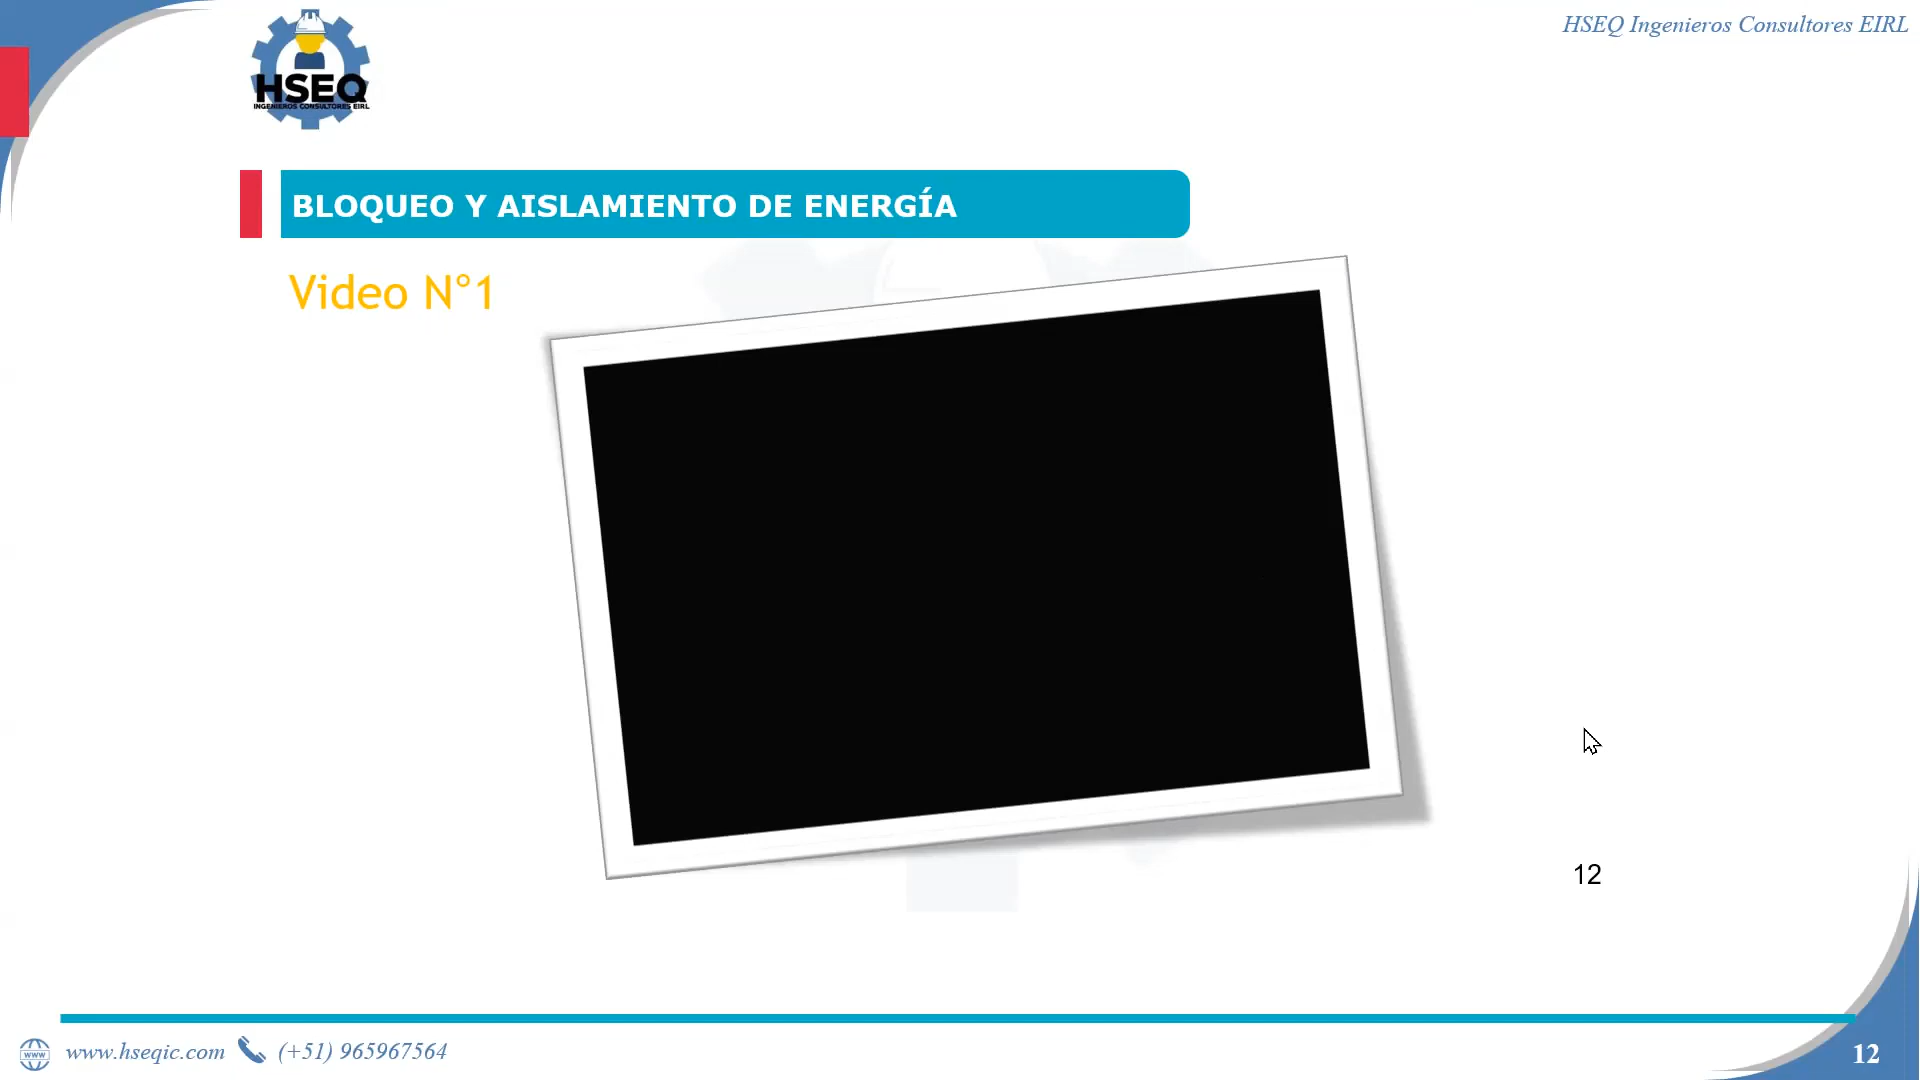 HSEQ Ingenieros Consultores EIRL
HSEQ
INGENIEROS CONSULTORES EIRL
BLOQUEO Y AISLAMIENTO DE ENERGÍA
Video N°1
12
www
www.hseqic.com (+51) 965967564
12